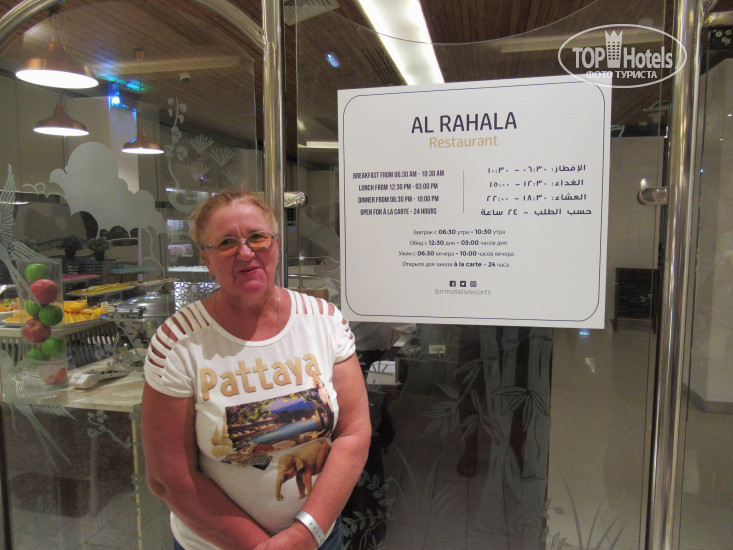 TOP Hotels
ФОТО ТУРИСТА
AL RAHALA
Restaurant
BREAKFAST FROM 06:30 AM - 10:30 AM
LUNCH FROM 12:30 PM - 03:00 PM
DINNER FROM 06:30 PM - 10:00 PM
OPEN FOR À LA CARTE - 24 HOURS
الإفطار: ٠٦:٣٠ - ١٠:٣٠
الغداء: ١٢:٣٠ - ١٥:٠٠
العشاء: ١٨:٣٠ - ٢٢:٠٠
حسب الطلب - ٢٤ ساعة
Завтрак с 06:30 утра - 10:30 утра
Обед с 12:30 дня - 03:00 часов дня
Ужин с 06:30 вечера - 10:00 часов вечера
Открыто для заказа à la carte - 24 часа
bmhotelsresorts
Pattaya